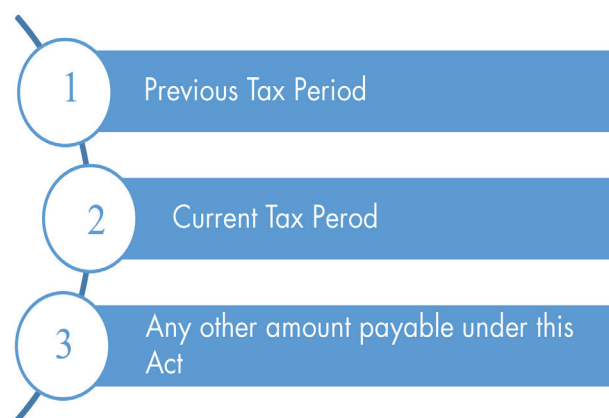 1
Previous Tax Period
2
Current Tax Perod
3
Any other amount payable under this
Act